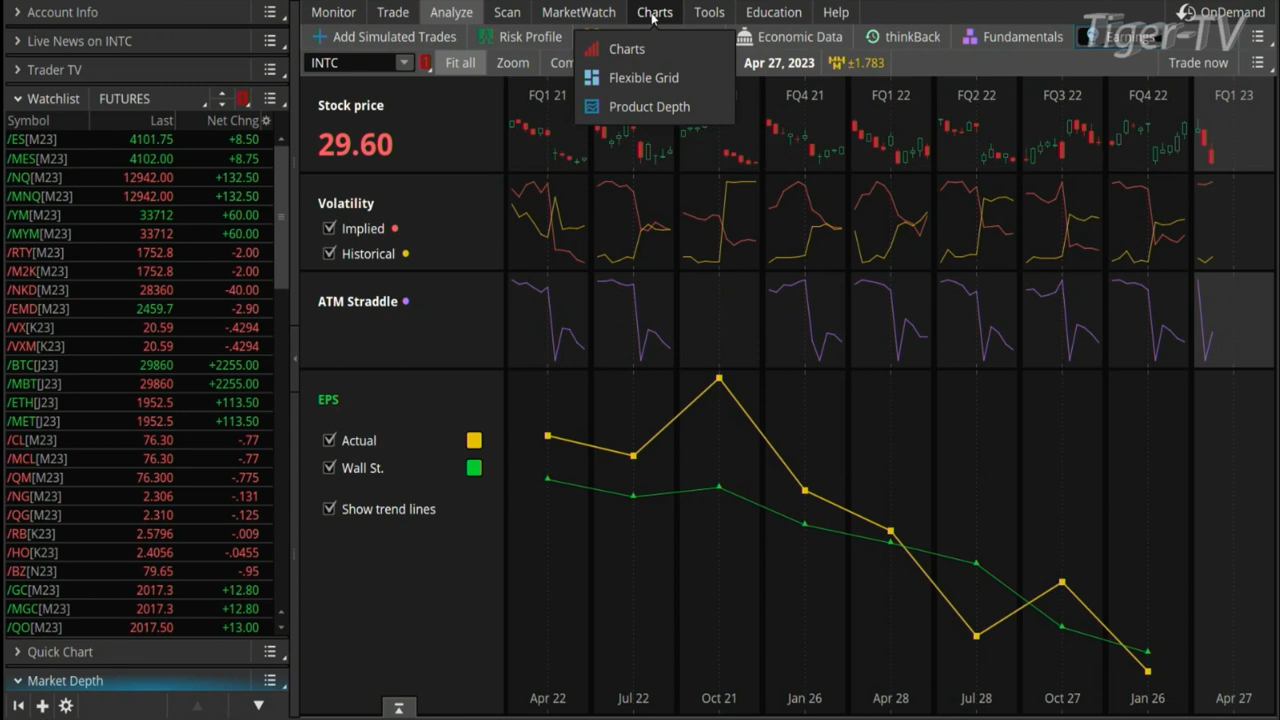 Account Info
Monitor Trade Analyze Scan MarketWatch Charts Tools Education Help
OnDemand
Tiger-TV
Live News on INTC
Add Simulated Trades Risk Profile Economic Data thinkBack Fundamentals Earnings
Charts
Flexible Grid
Product Depth
Trader TV
INTC 1 Fit all Zoom Com Apr 27, 2023 ±1.783 Trade now
Watchlist FUTURES
Symbol Last Net Chng
/ES[M23] 4101.75 +8.50
/MES[M23] 4102.00 +8.75
/NQ[M23] 12942.00 +132.50
/MNQ[M23] 12942.00 +132.50
/YM[M23] 33712 +60.00
/MYM[M23] 33712 +60.00
/RTY[M23] 1752.8 -2.00
/M2K[M23] 1752.8 -2.00
/NKD[M23] 28360 -40.00
/EMD[M23] 2459.7 -2.90
/VX[K23] 20.59 -.4294
/VXM[K23] 20.59 -.4294
/BTC[J23] 29860 +2255.00
/MBT[J23] 29860 +2255.00
/ETH[J23] 1952.5 +113.50
/MET[J23] 1952.5 +113.50
/CL[M23] 76.30 -.77
/MCL[M23] 76.30 -.77
/QM[M23] 76.300 -.775
/NG[M23] 2.306 -.131
/QG[M23] 2.310 -.125
/RB[K23] 2.5796 -.009
/HO[K23] 2.4056 -.0455
/BZ[N23] 79.65 -.95
/GC[M23] 2017.3 +12.80
/MGC[M23] 2017.3 +12.80
/QO[M23] 2017.50 +13.00
Quick Chart
Market Depth
FQ1 21 FQ4 21 FQ1 22 FQ2 22 FQ3 22 FQ4 22 FQ1 23
Stock price
29.60
Volatility
Implied
Historical
ATM Straddle
EPS
Actual
Wall St.
Show trend lines
Apr 22 Jul 22 Oct 21 Jan 26 Apr 28 Jul 28 Oct 27 Jan 26 Apr 27